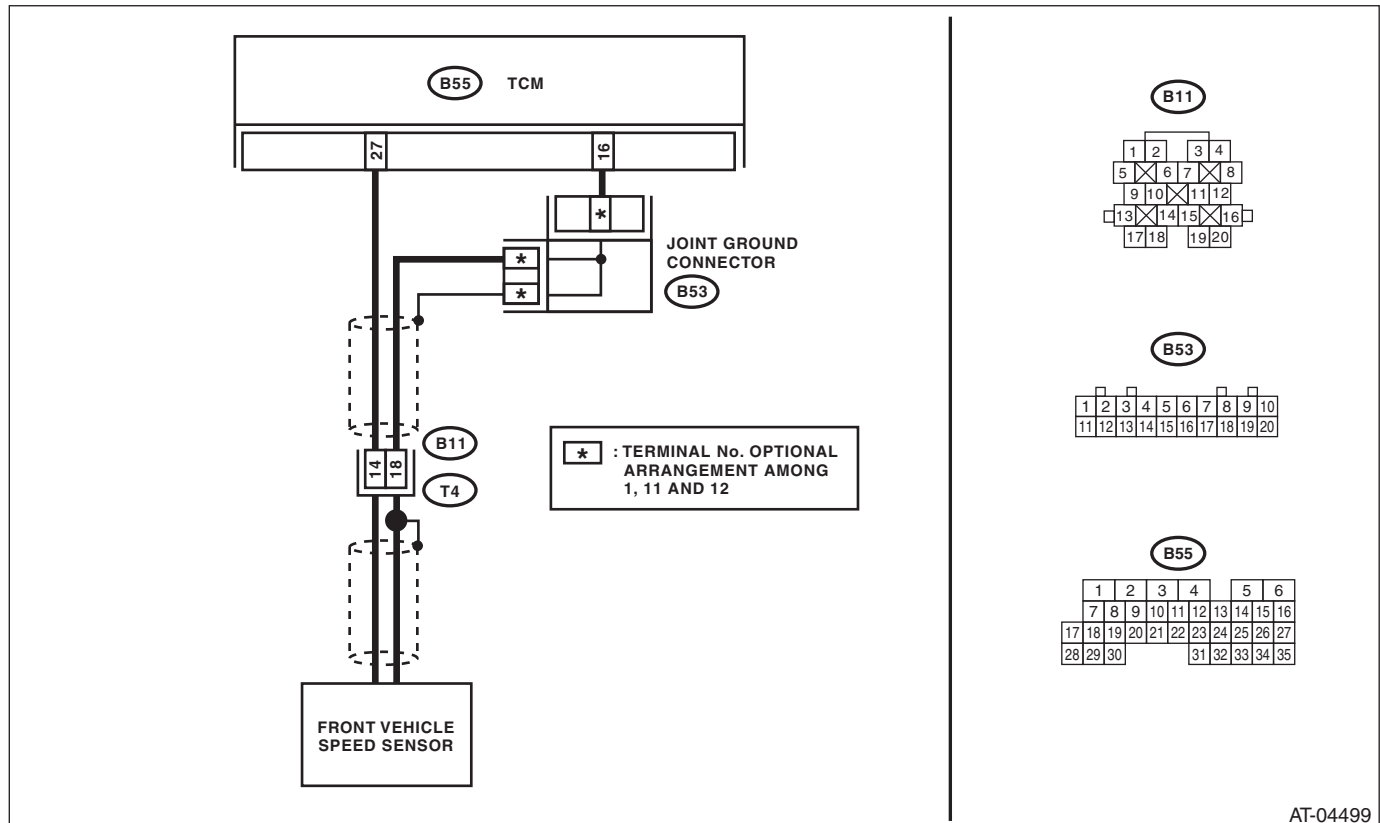 B55 TCM
27 16
*
JOINT GROUND
CONNECTOR
B53
*
*
B11
14 18
T4
* : TERMINAL No. OPTIONAL
ARRANGEMENT AMONG
1, 11 AND 12
FRONT VEHICLE
SPEED SENSOR
B11
1 2 3 4
5 6 7 8
9 10 11 12
13 14 15 16
17 18 19 20
B53
1 2 3 4 5 6 7 8 9 10
11 12 13 14 15 16 17 18 19 20
B55
1 2 3 4 5 6
7 8 9 10 11 12 13 14 15 16
17 18 19 20 21 22 23 24 25 26 27
28 29 30 31 32 33 34 35
AT-04499